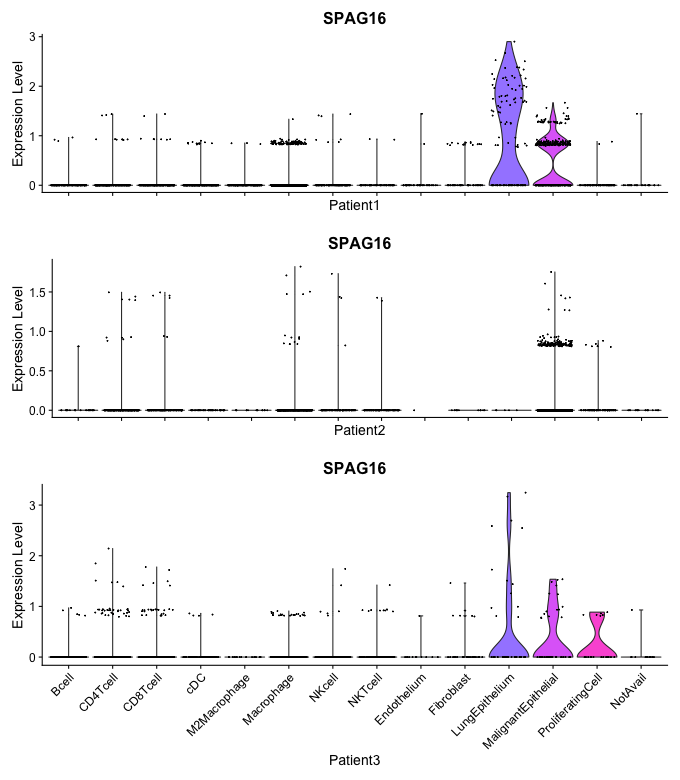 SPAG16
Expression Level
3
2
1
0
Patient1
SPAG16
Expression Level
1.5
1.0
0.5
0.0
Patient2
SPAG16
Expression Level
3
2
1
0
Bcell
CD4Tcell
CD8Tcell
cDC
M2Macrophage
Macrophage
NKcell
NKTcell
Endothelium
Fibroblast
LungEpithelium
MalignantEpithelial
ProliferatingCell
NotAvail
Patient3